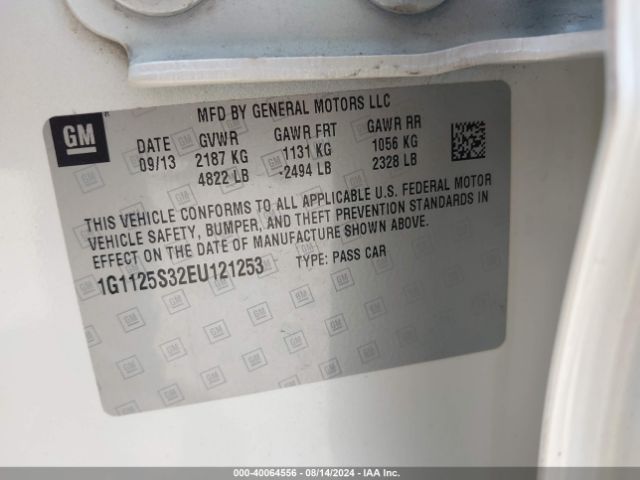 GM
MFD BY GENERAL MOTORS LLC
DATE GVWR GAWR FRT GAWR RR
09/13 2187 KG 1131 KG 1056 KG
4822 LB -2494 LB 2328 LB
THIS VEHICLE CONFORMS TO ALL APPLICABLE U.S. FEDERAL MOTOR
VEHICLE SAFETY, BUMPER, AND THEFT PREVENTION STANDARDS IN
EFFECT ON THE DATE OF MANUFACTURE SHOWN ABOVE.
1G1125S32EU121253 TYPE: PASS CAR
000-40064556 - 08/14/2024 - IAA Inc.